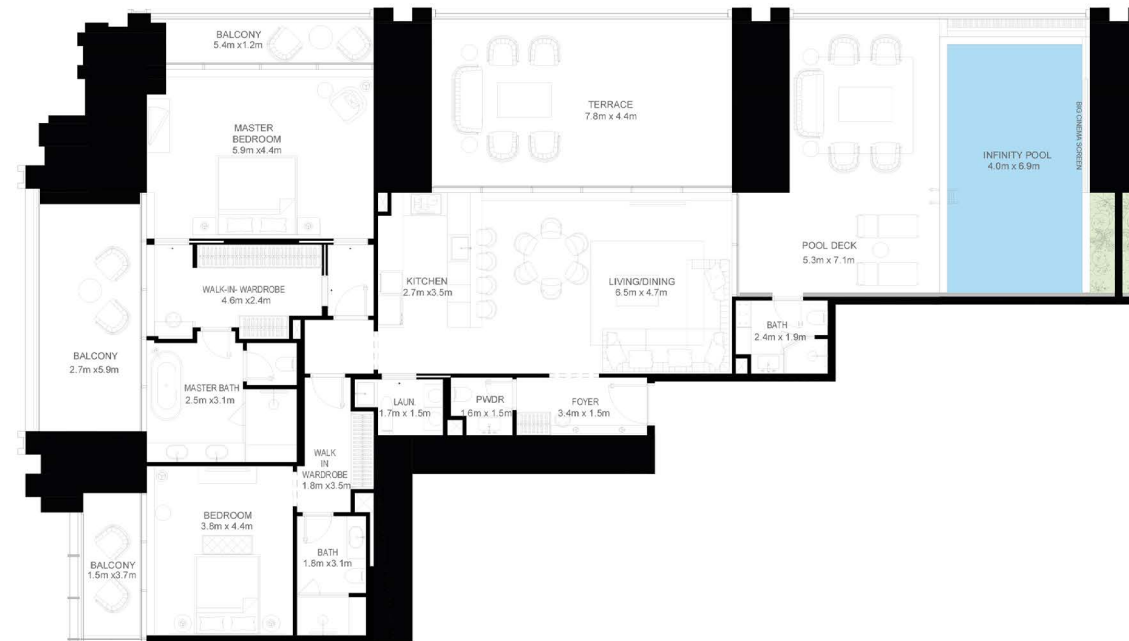 BALCONY
5.4m x1.2m
MASTER
BEDROOM
5.9m x4.4m
TERRACE
7.8m x 4.4m
BIG CINEMA SCREEN
INFINITY POOL
4.0m x 6.9m
POOL DECK
5.3m x 7.1m
WALK-IN- WARDROBE
4.6m x2.4m
KITCHEN
2.7m x3.5m
LIVING/DINING
6.5m x 4.7m
BATH
2.4m x 1.9m
BALCONY
2.7m x5.9m
MASTER BATH
2.5m x3.1m
LAUN.
1.7m x 1.5m
PWDR
1.6m x 1.5m
FOYER
3.4m x 1.5m
WALK
IN
WARDROBE
1.8m x3.5m
BEDROOM
3.8m x 4.4m
BATH
1.8m x3.1m
BALCONY
1.5m x3.7m